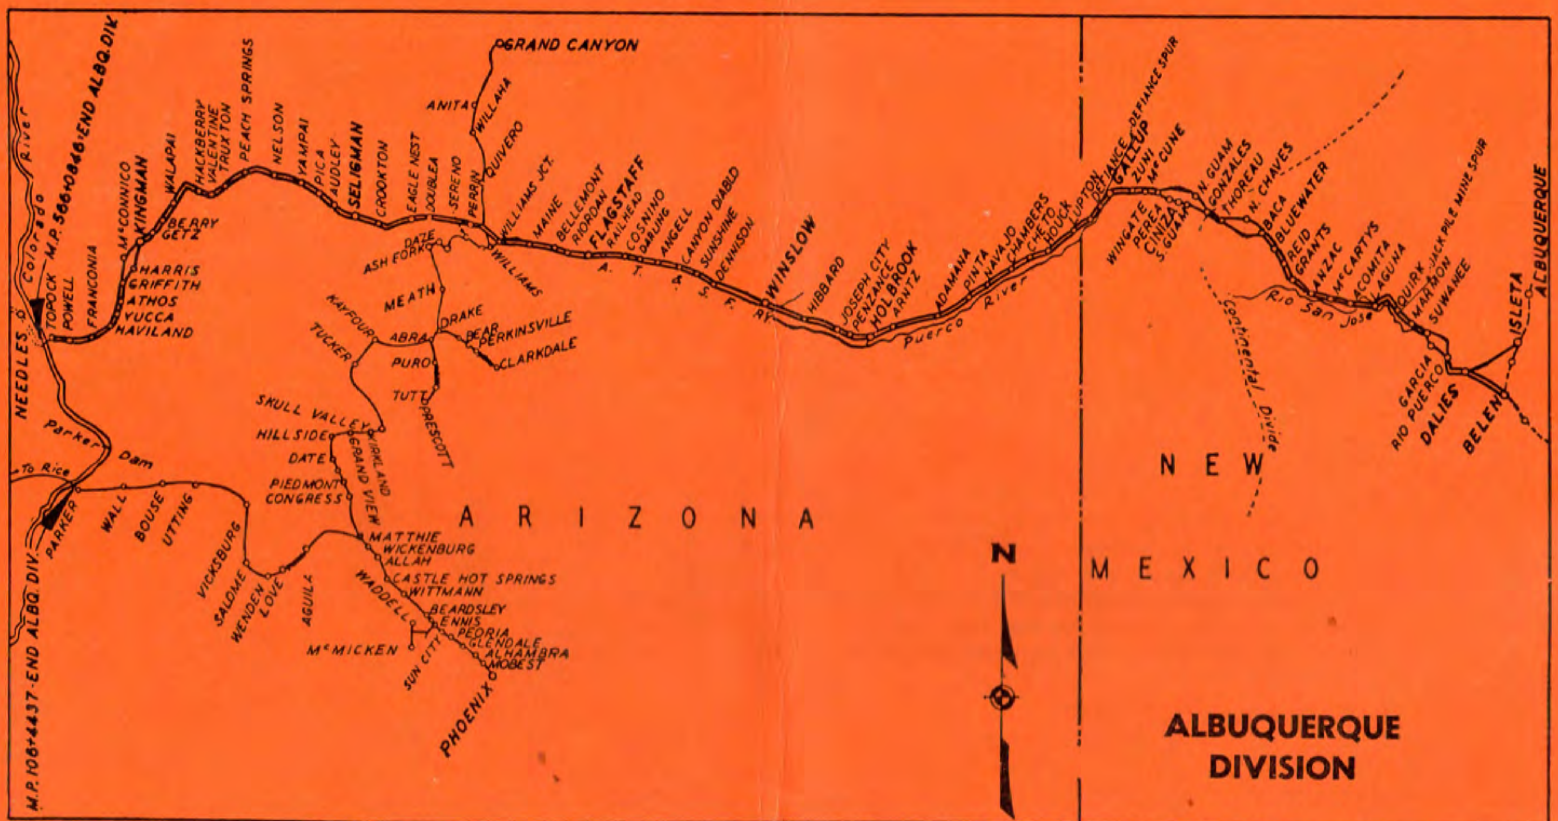 GRAND CANYON
ANITA
WILLAHA
QUIVERO
Colorado River
M.P. 586+0846-END ALBQ. DIV.
NEEDLES
TOPOCK
POWELL
FRANCONIA
McCONNICO
KINGMAN
WALAPAI
HACKBERRY
VALENTINE
TRUXTON
PEACH SPRINGS
NELSON
YAMPAI
PICA
AUDLEY
SELIGMAN
CROOKTON
EAGLE NEST
DOUBLEA
SERENO
PERRIN
WILLIAMS JCT.
MAINE
BELLEMONT
RIORDAN
FLAGSTAFF
RAILHEAD
COSNINO
DARLING
ANGELL
CANYON DIABLO
SUNSHINE
DENNISON
WINSLOW
HIBBARD
JOSEPH CITY
PENZANCE
HOLBROOK
ARNTZ
ADAMANA
PINTA
NAVAJO
CHAMBERS
CHETO
HOUCK
LUPTON
DEFIANCE
DEFIANCE SPUR
GALLUP
ZUNI
McCUNE
WINGATE
PEREA
CINIZA
S. GUAM
N. GUAM
GONZALES
THOREAU
N. CHAVES
BACA
BLUEWATER
REID
GRANTS
ANZAC
McCARTYS
ACOMITA
LAGUNA
QUIRK
JACK PILE MINE SPUR
MARMON
SUWANEE
GARCIA
RIO PUERCO
DALIES
BELEN
ISLETA
ALBUQUERQUE
BERRY
GETZ
HARRIS
GRIFFITH
ATHOS
YUCCA
HAVILAND
A. T. & S. F. RY.
Puerco River
Rio San Jose
Continental Divide
DAZE
ASH FORK
WILLIAMS
MEATH
KAYFOUR
TUCKER
ABRA
DRAKE
BEAR
PERKINSVILLE
CLARKDALE
PURO
TUTT
PRESCOTT
SKULL VALLEY
KIRKLAND
GRAND VIEW
HILLSIDE
DATE
PIEDMONT
CONGRESS
Parker Dam
To Rice
PARKER
WALL
BOUSE
UTTING
VICKSBURG
SALOME
WENDEN
LOVE
AGUILA
MATTHIE
WICKENBURG
ALLAH
CASTLE HOT SPRINGS
WITTMANN
WADDELL
BEARDSLEY
ENNIS
PEORIA
GLENDALE
ALHAMBRA
MOBEST
McMICKEN
SUN CITY
PHOENIX
M.P. 106+4437-END ALBQ. DIV.
ARIZONA
NEW
MEXICO
N
ALBUQUERQUE
DIVISION